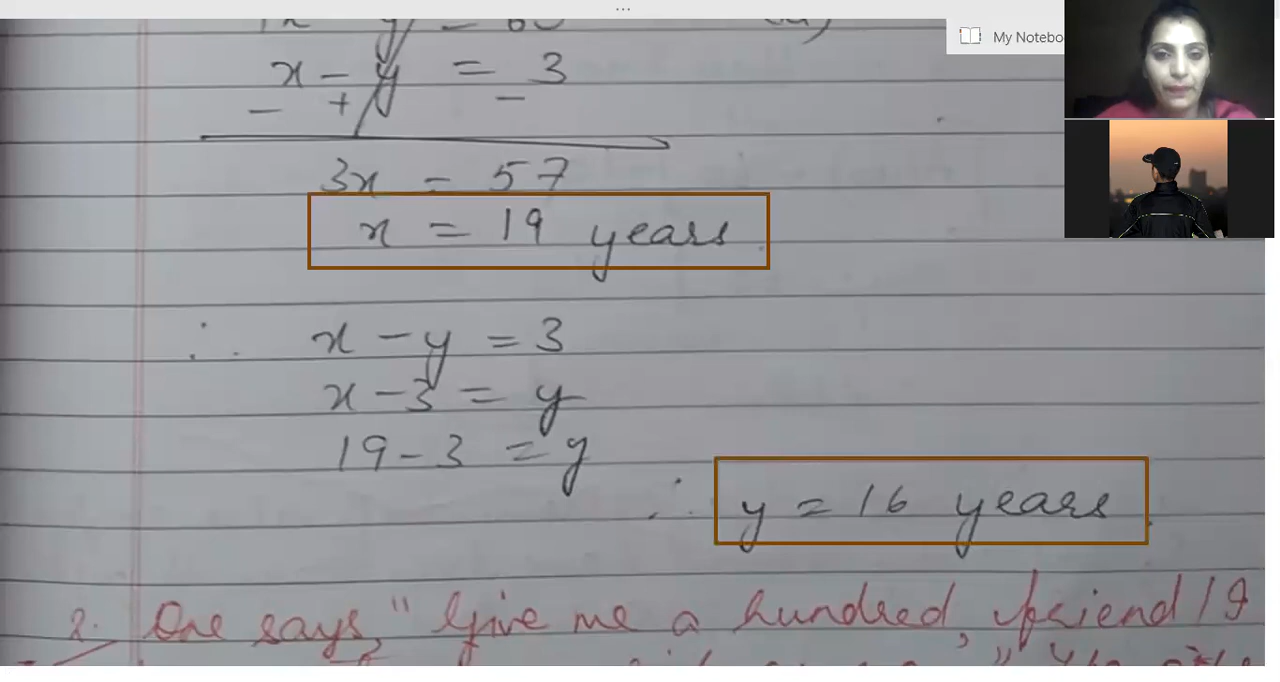 x - y = 3
- + -
3x = 57
x = 19 years
∴ x - y = 3
x - 3 = y
19 - 3 = y
∴ y = 16 years.
2. One says, "Give me a hundred, friend! I
My Notebo